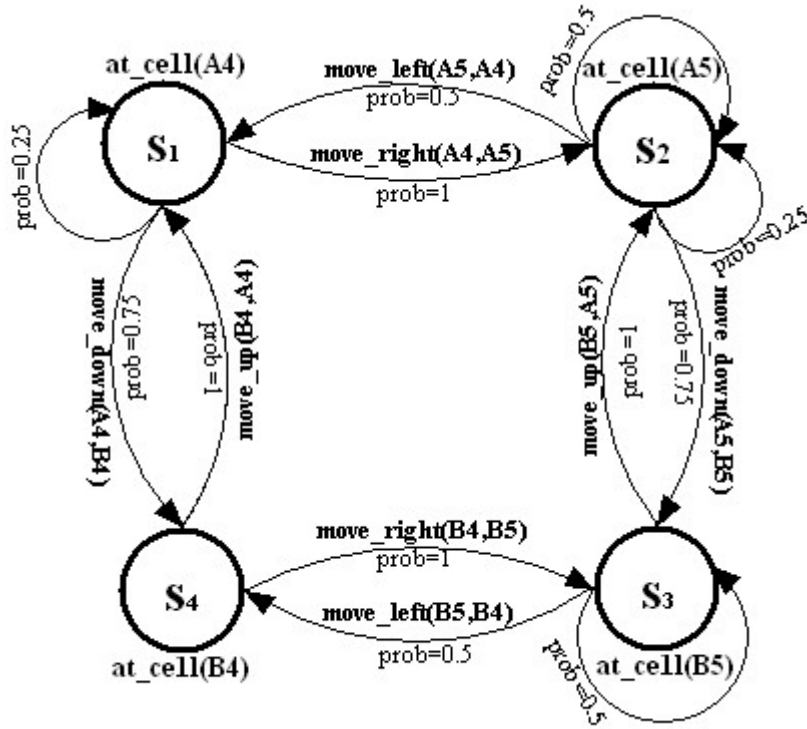 prob=0.5
at_cell(A4)
move_left(A5,A4)
prob=0.5
at_cell(A5)
prob=0.25
S1
move_right(A4,A5)
prob=1
S2
prob=0.25
move_down(A4,B4)
prob=0.75
prob=1
move_up(B4,A4)
move_up(B5,A5)
prob=1
prob=0.75
move_down(A5,B5)
S4
move_right(B4,B5)
prob=1
move_left(B5,B4)
prob=0.5
S3
at_cell(B4)
at_cell(B5)
prob=0.5